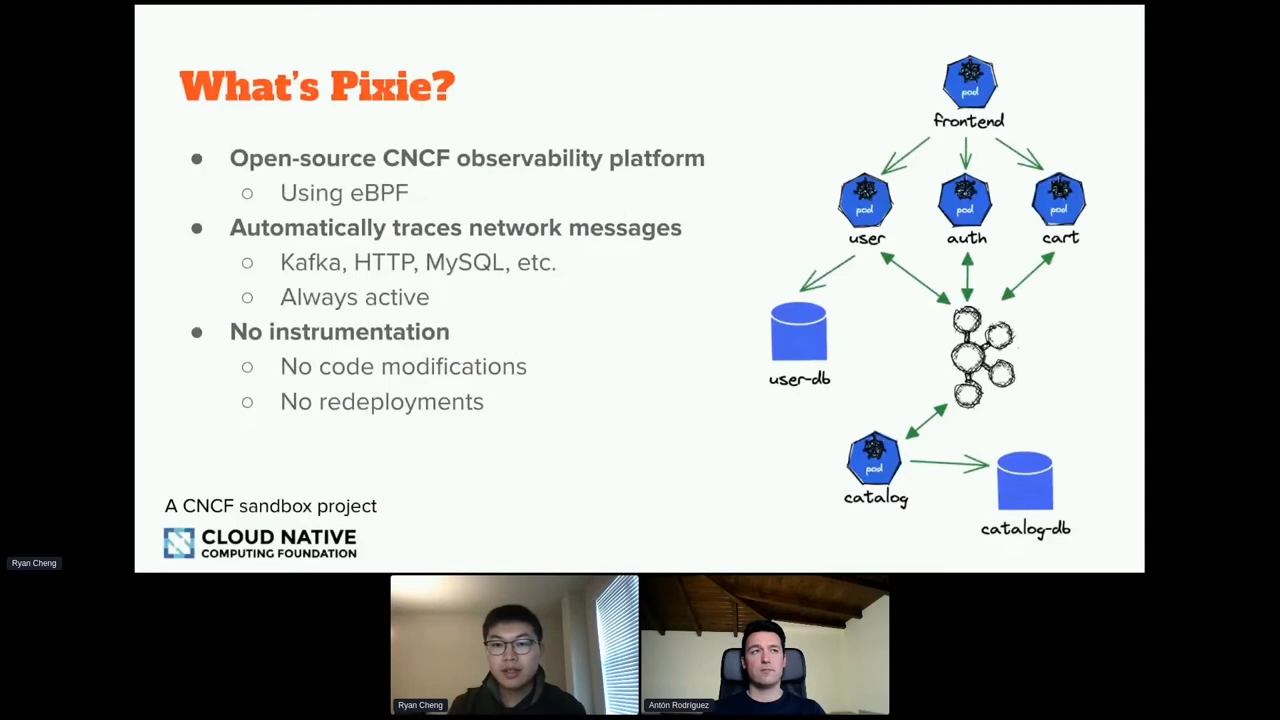 What's Pixie?
● Open-source CNCF observability platform
○ Using eBPF
● Automatically traces network messages
○ Kafka, HTTP, MySQL, etc.
○ Always active
● No instrumentation
○ No code modifications
○ No redeployments
A CNCF sandbox project
CLOUD NATIVE
COMPUTING FOUNDATION
pod
frontend
pod
pod
pod
user
auth
cart
user-db
pod
catalog
catalog-db
Ryan Cheng
Ryan Cheng
Antón Rodríguez